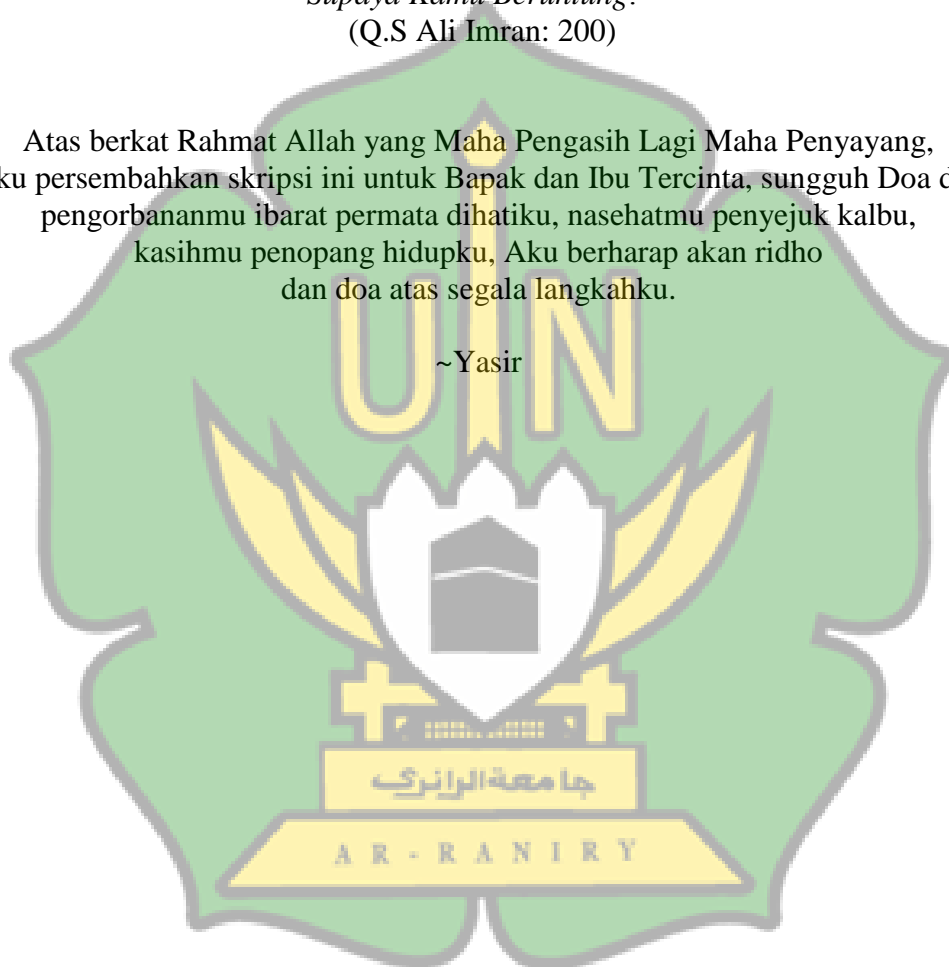 Supaya Kamu Beruntung.
(Q.S Ali Imran: 200)
Atas berkat Rahmat Allah yang Maha Pengasih Lagi Maha Penyayang,
ku persembahkan skripsi ini untuk Bapak dan Ibu Tercinta, sungguh Doa d
pengorbananmu ibarat permata dihatiku, nasehatmu penyejuk kalbu,
kasihmu penopang hidupku, Aku berharap akan ridho
dan doa atas segala langkahku.
~Yasir
UIN
جامعة الرانري
AR-RANIRY